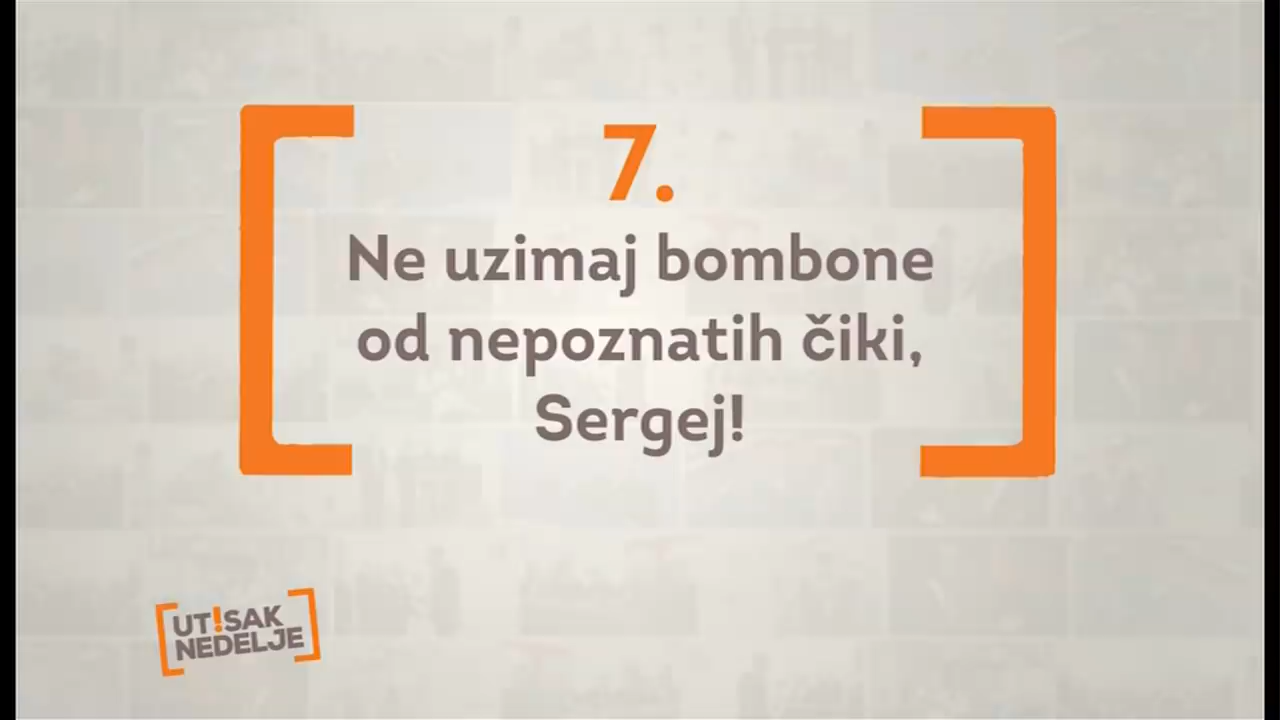 7.
Ne uzimaj bombone
od nepoznatih čiki,
Sergej!
UT!SAK
NEDELJE